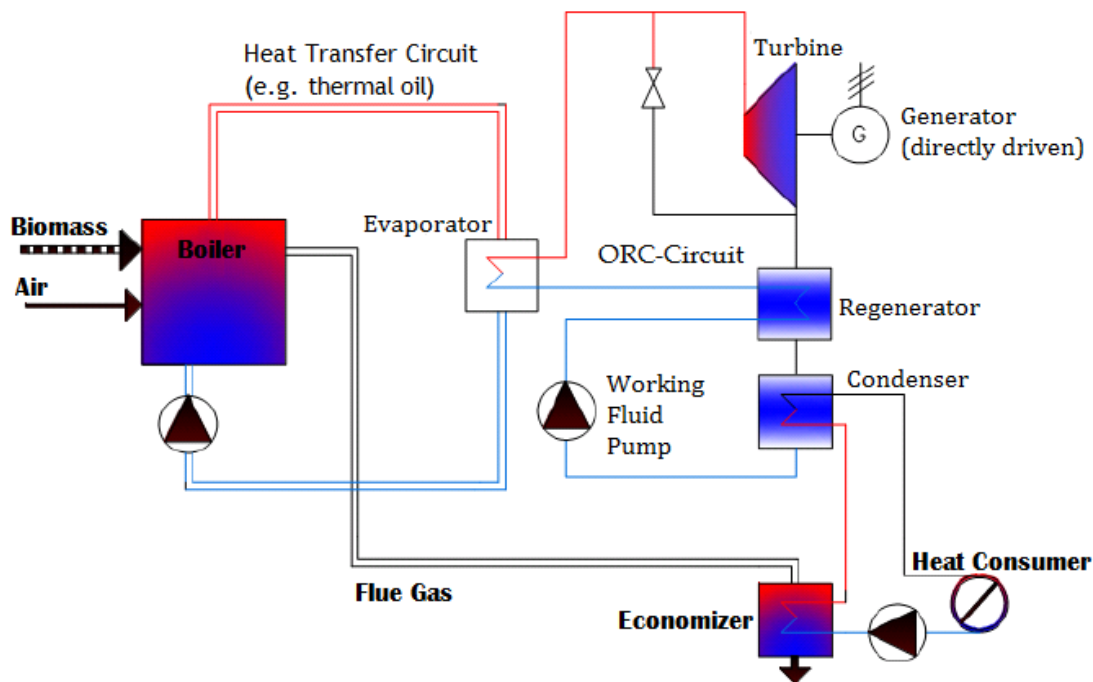 Heat Transfer Circuit
(e.g. thermal oil)
Turbine
G
Generator
(directly driven)
Biomass
Boiler
Evaporator
ORC-Circuit
Air
Regenerator
Working
Fluid
Pump
Condenser
Flue Gas
Heat Consumer
Economizer